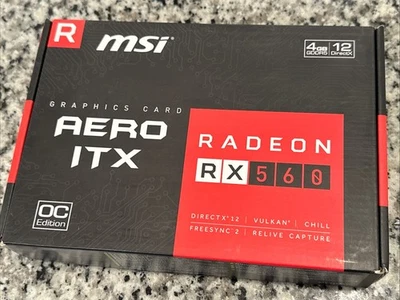 R
msi
4GB GDDR5
12 DirectX
GRAPHICS CARD
AERO
ITX
RADEON
RX 560
OC
Edition
DIRECTX® 12 | VULKAN® | CHILL
FREESYNC 2 | RELIVE CAPTURE